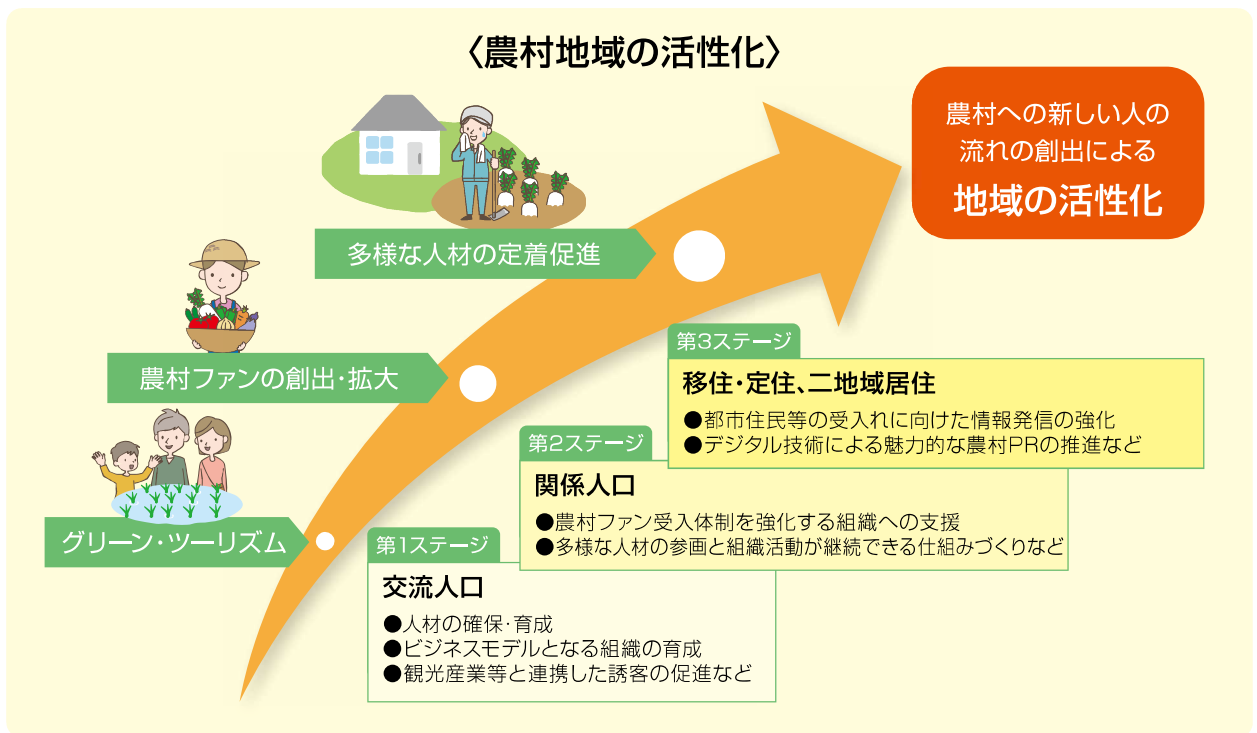 〈農村地域の活性化〉
農村への新しい人の
流れの創出による
地域の活性化
多様な人材の定着促進
農村ファンの創出・拡大
グリーン・ツーリズム
第3ステージ
移住・定住、二地域居住
●都市住民等の受入れに向けた情報発信の強化
●デジタル技術による魅力的な農村PRの推進など
第2ステージ
関係人口
●農村ファン受入体制を強化する組織への支援
●多様な人材の参画と組織活動が継続できる仕組みづくりなど
第1ステージ
交流人口
●人材の確保・育成
●ビジネスモデルとなる組織の育成
●観光産業等と連携した誘客の促進など